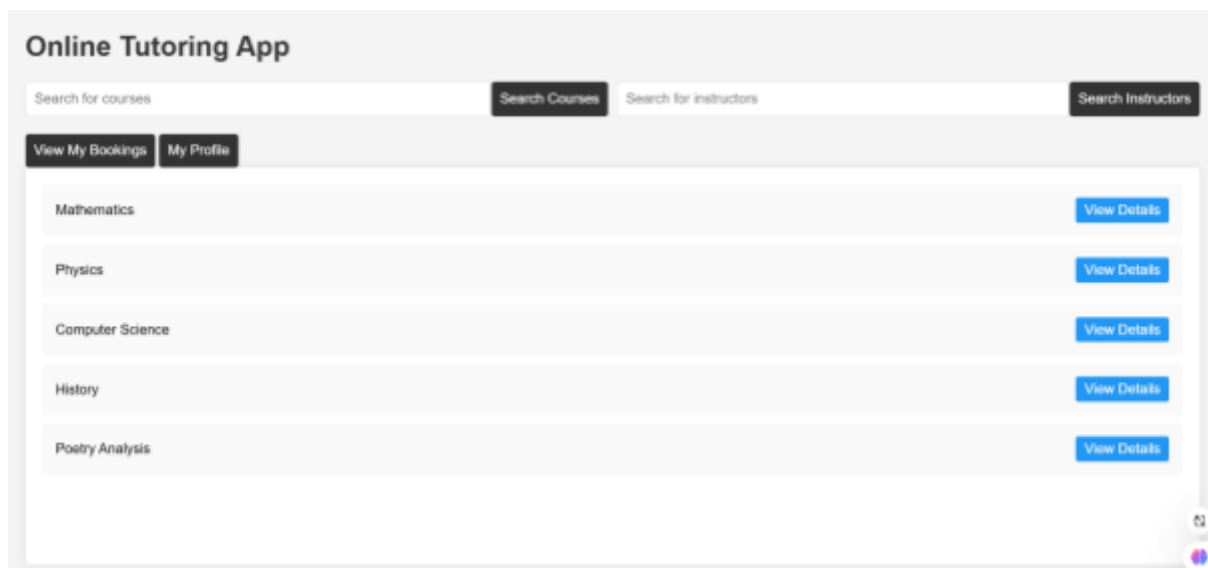 Online Tutoring App
Search for courses Search Courses Search for instructors Search Instructors
View My Bookings My Profile
Mathematics View Details
Physics View Details
Computer Science View Details
History View Details
Poetry Analysis View Details